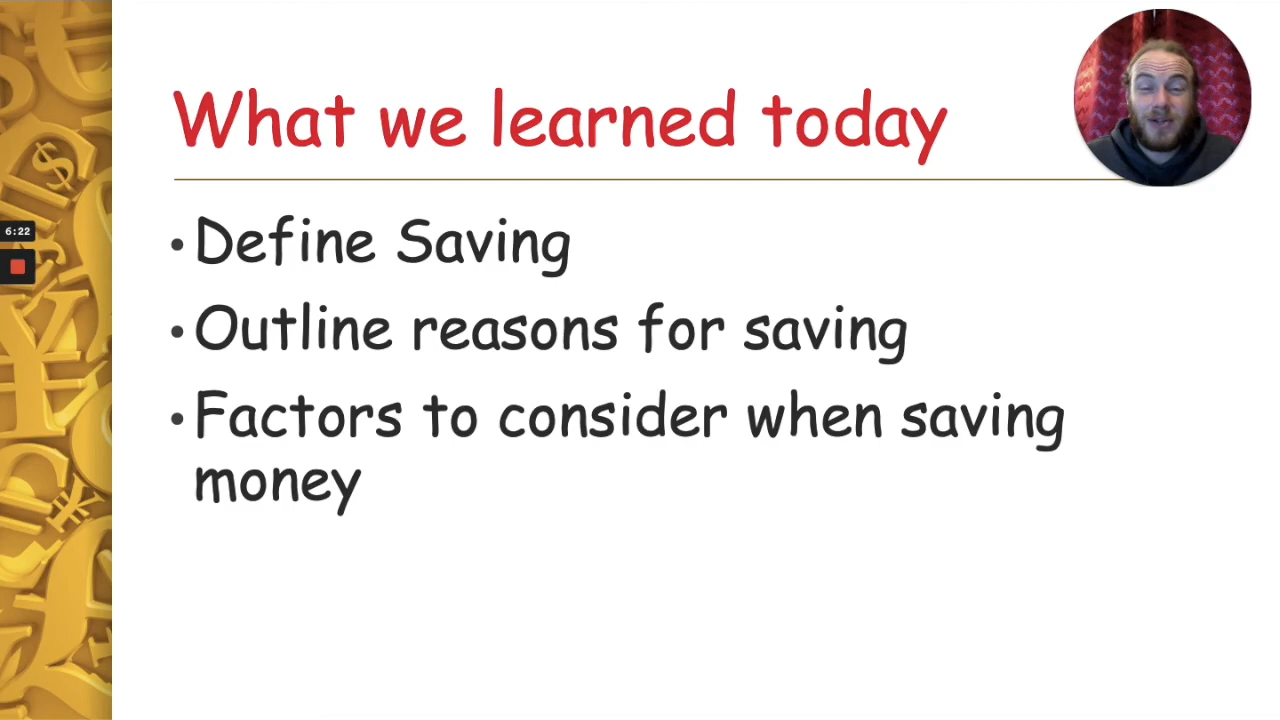 What we learned today
6:22
• Define Saving
• Outline reasons for saving
• Factors to consider when saving
money